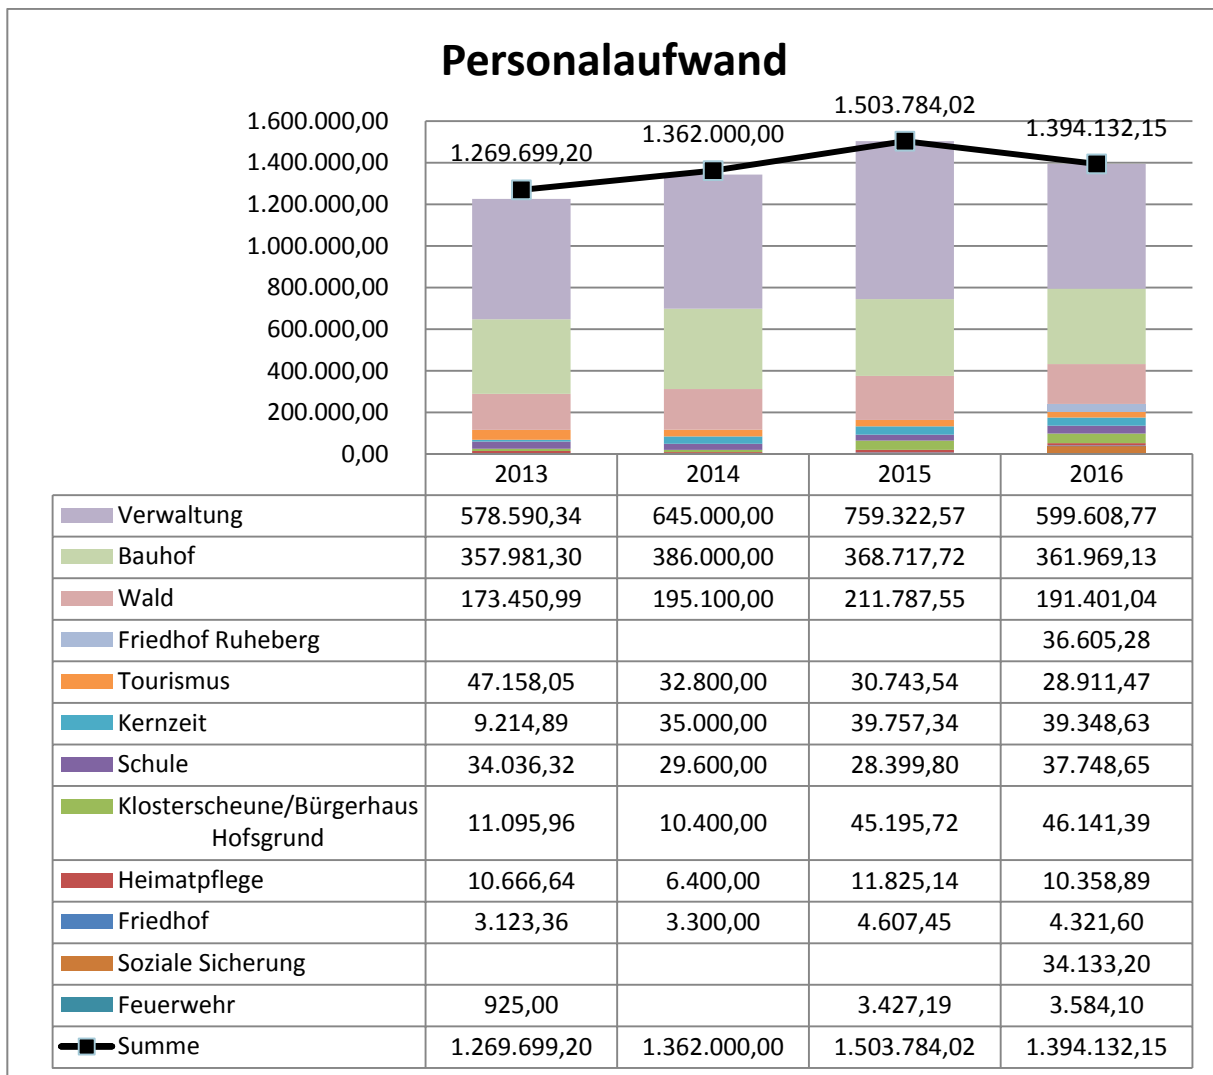 Personalaufwand
1.600.000,00
1.400.000,00
1.200.000,00
1.000.000,00
800.000,00
600.000,00
400.000,00
200.000,00
0,00
1.269.699,20
1.362.000,00
1.503.784,02
1.394.132,15
2013 2014 2015 2016
Verwaltung 578.590,34 645.000,00 759.322,57 599.608,77
Bauhof 357.981,30 386.000,00 368.717,72 361.969,13
Wald 173.450,99 195.100,00 211.787,55 191.401,04
Friedhof Ruheberg 36.605,28
Tourismus 47.158,05 32.800,00 30.743,54 28.911,47
Kernzeit 9.214,89 35.000,00 39.757,34 39.348,63
Schule 34.036,32 29.600,00 28.399,80 37.748,65
Klosterscheune/Bürgerhaus
Hofsgrund 11.095,96 10.400,00 45.195,72 46.141,39
Heimatpflege 10.666,64 6.400,00 11.825,14 10.358,89
Friedhof 3.123,36 3.300,00 4.607,45 4.321,60
Soziale Sicherung 34.133,20
Feuerwehr 925,00 3.427,19 3.584,10
Summe 1.269.699,20 1.362.000,00 1.503.784,02 1.394.132,15